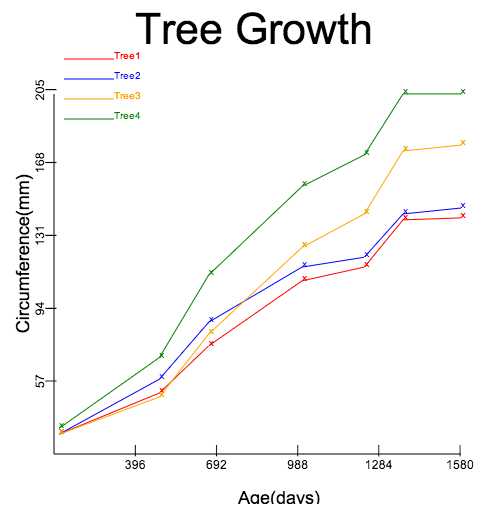 Tree Growth
Tree1
Tree2
Tree3
Tree4
205
168
131
94
57
Circumference(mm)
396 692 988 1284 1580
Age(days)